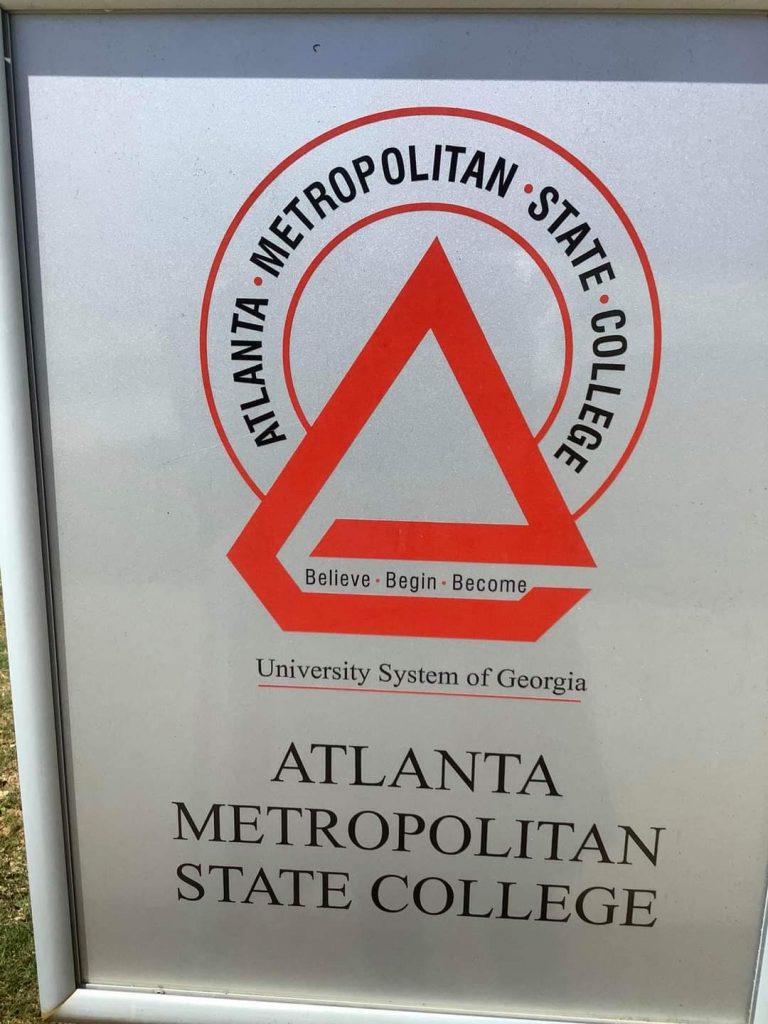 ATLANTA • METROPOLITAN • STATE • COLLEGE
Believe • Begin • Become
University System of Georgia
ATLANTA
METROPOLITAN
STATE COLLEGE